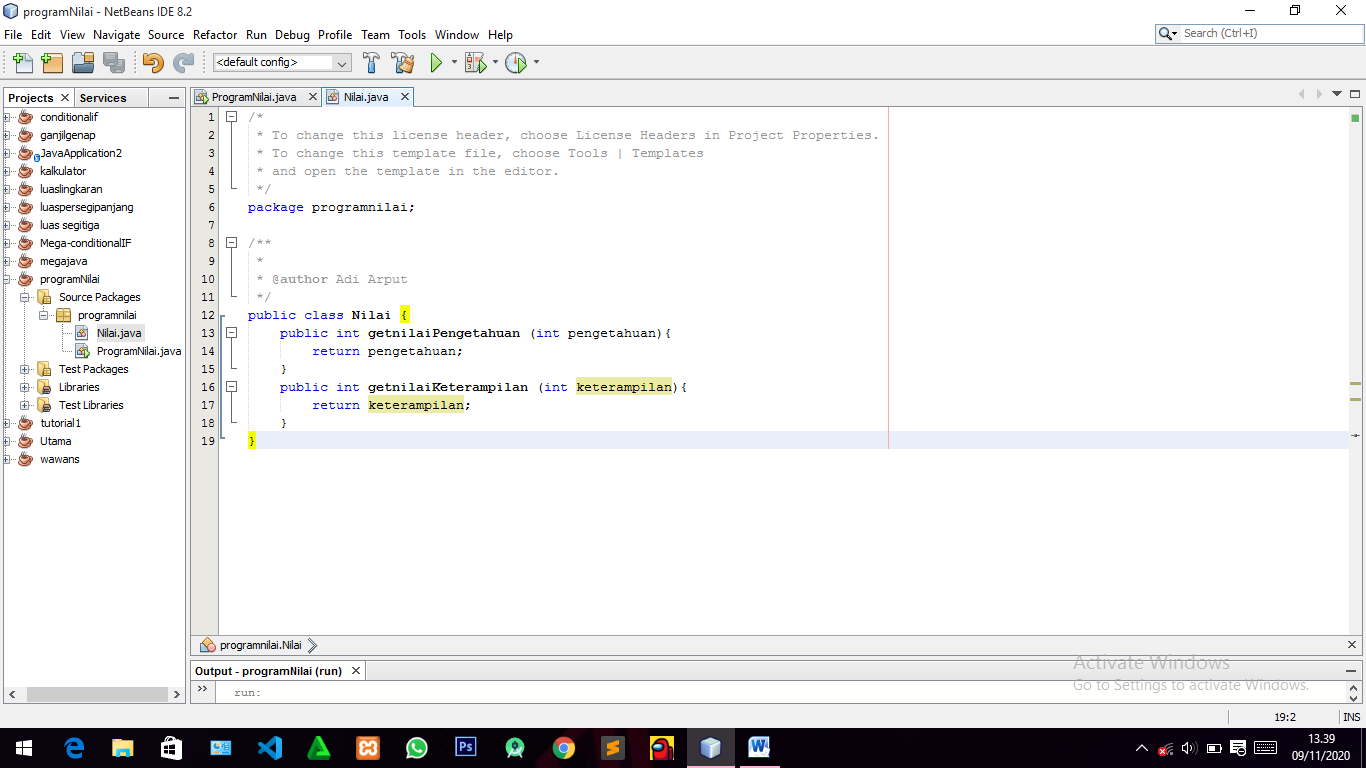 programNilai - NetBeans IDE 8.2
File Edit View Navigate Source Refactor Run Debug Profile Team Tools Window Help
Search (Ctrl+I)
<default config>
Projects
Services
conditionalif
ganjilgenap
JavaApplication2
kalkulator
luaslingkaran
luaspersegipanjang
luas segitiga
Mega-conditionalIF
megajava
programNilai
Source Packages
programnilai
Nilai.java
ProgramNilai.java
Test Packages
Libraries
Test Libraries
tutorial1
Utama
wawans
ProgramNilai.java
Nilai.java
1 /*
2 * To change this license header, choose License Headers in Project Properties.
3 * To change this template file, choose Tools | Templates
4 * and open the template in the editor.
5 */
6 package programnilai;
7
8 /**
9 *
10 * @author Adi Arput
11 */
12 public class Nilai {
13 public int getnilaiPengetahuan (int pengetahuan){
14 return pengetahuan;
15 }
16 public int getnilaiKeterampilan (int keterampilan){
17 return keterampilan;
18 }
19 }
programnilai.Nilai
Output - programNilai (run)
run:
Activate Windows
Go to Settings to activate Windows.
19:2
INS
13.39
09/11/2020